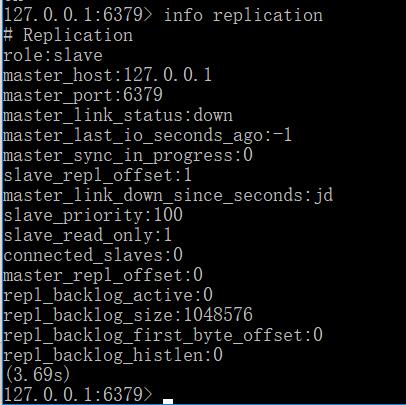 127.0.0.1:6379> info replication
# Replication
role:slave
master_host:127.0.0.1
master_port:6379
master_link_status:down
master_last_io_seconds_ago:-1
master_sync_in_progress:0
slave_repl_offset:1
master_link_down_since_seconds:jd
slave_priority:100
slave_read_only:1
connected_slaves:0
master_repl_offset:0
repl_backlog_active:0
repl_backlog_size:1048576
repl_backlog_first_byte_offset:0
repl_backlog_histlen:0
(3.69s)
127.0.0.1:6379>